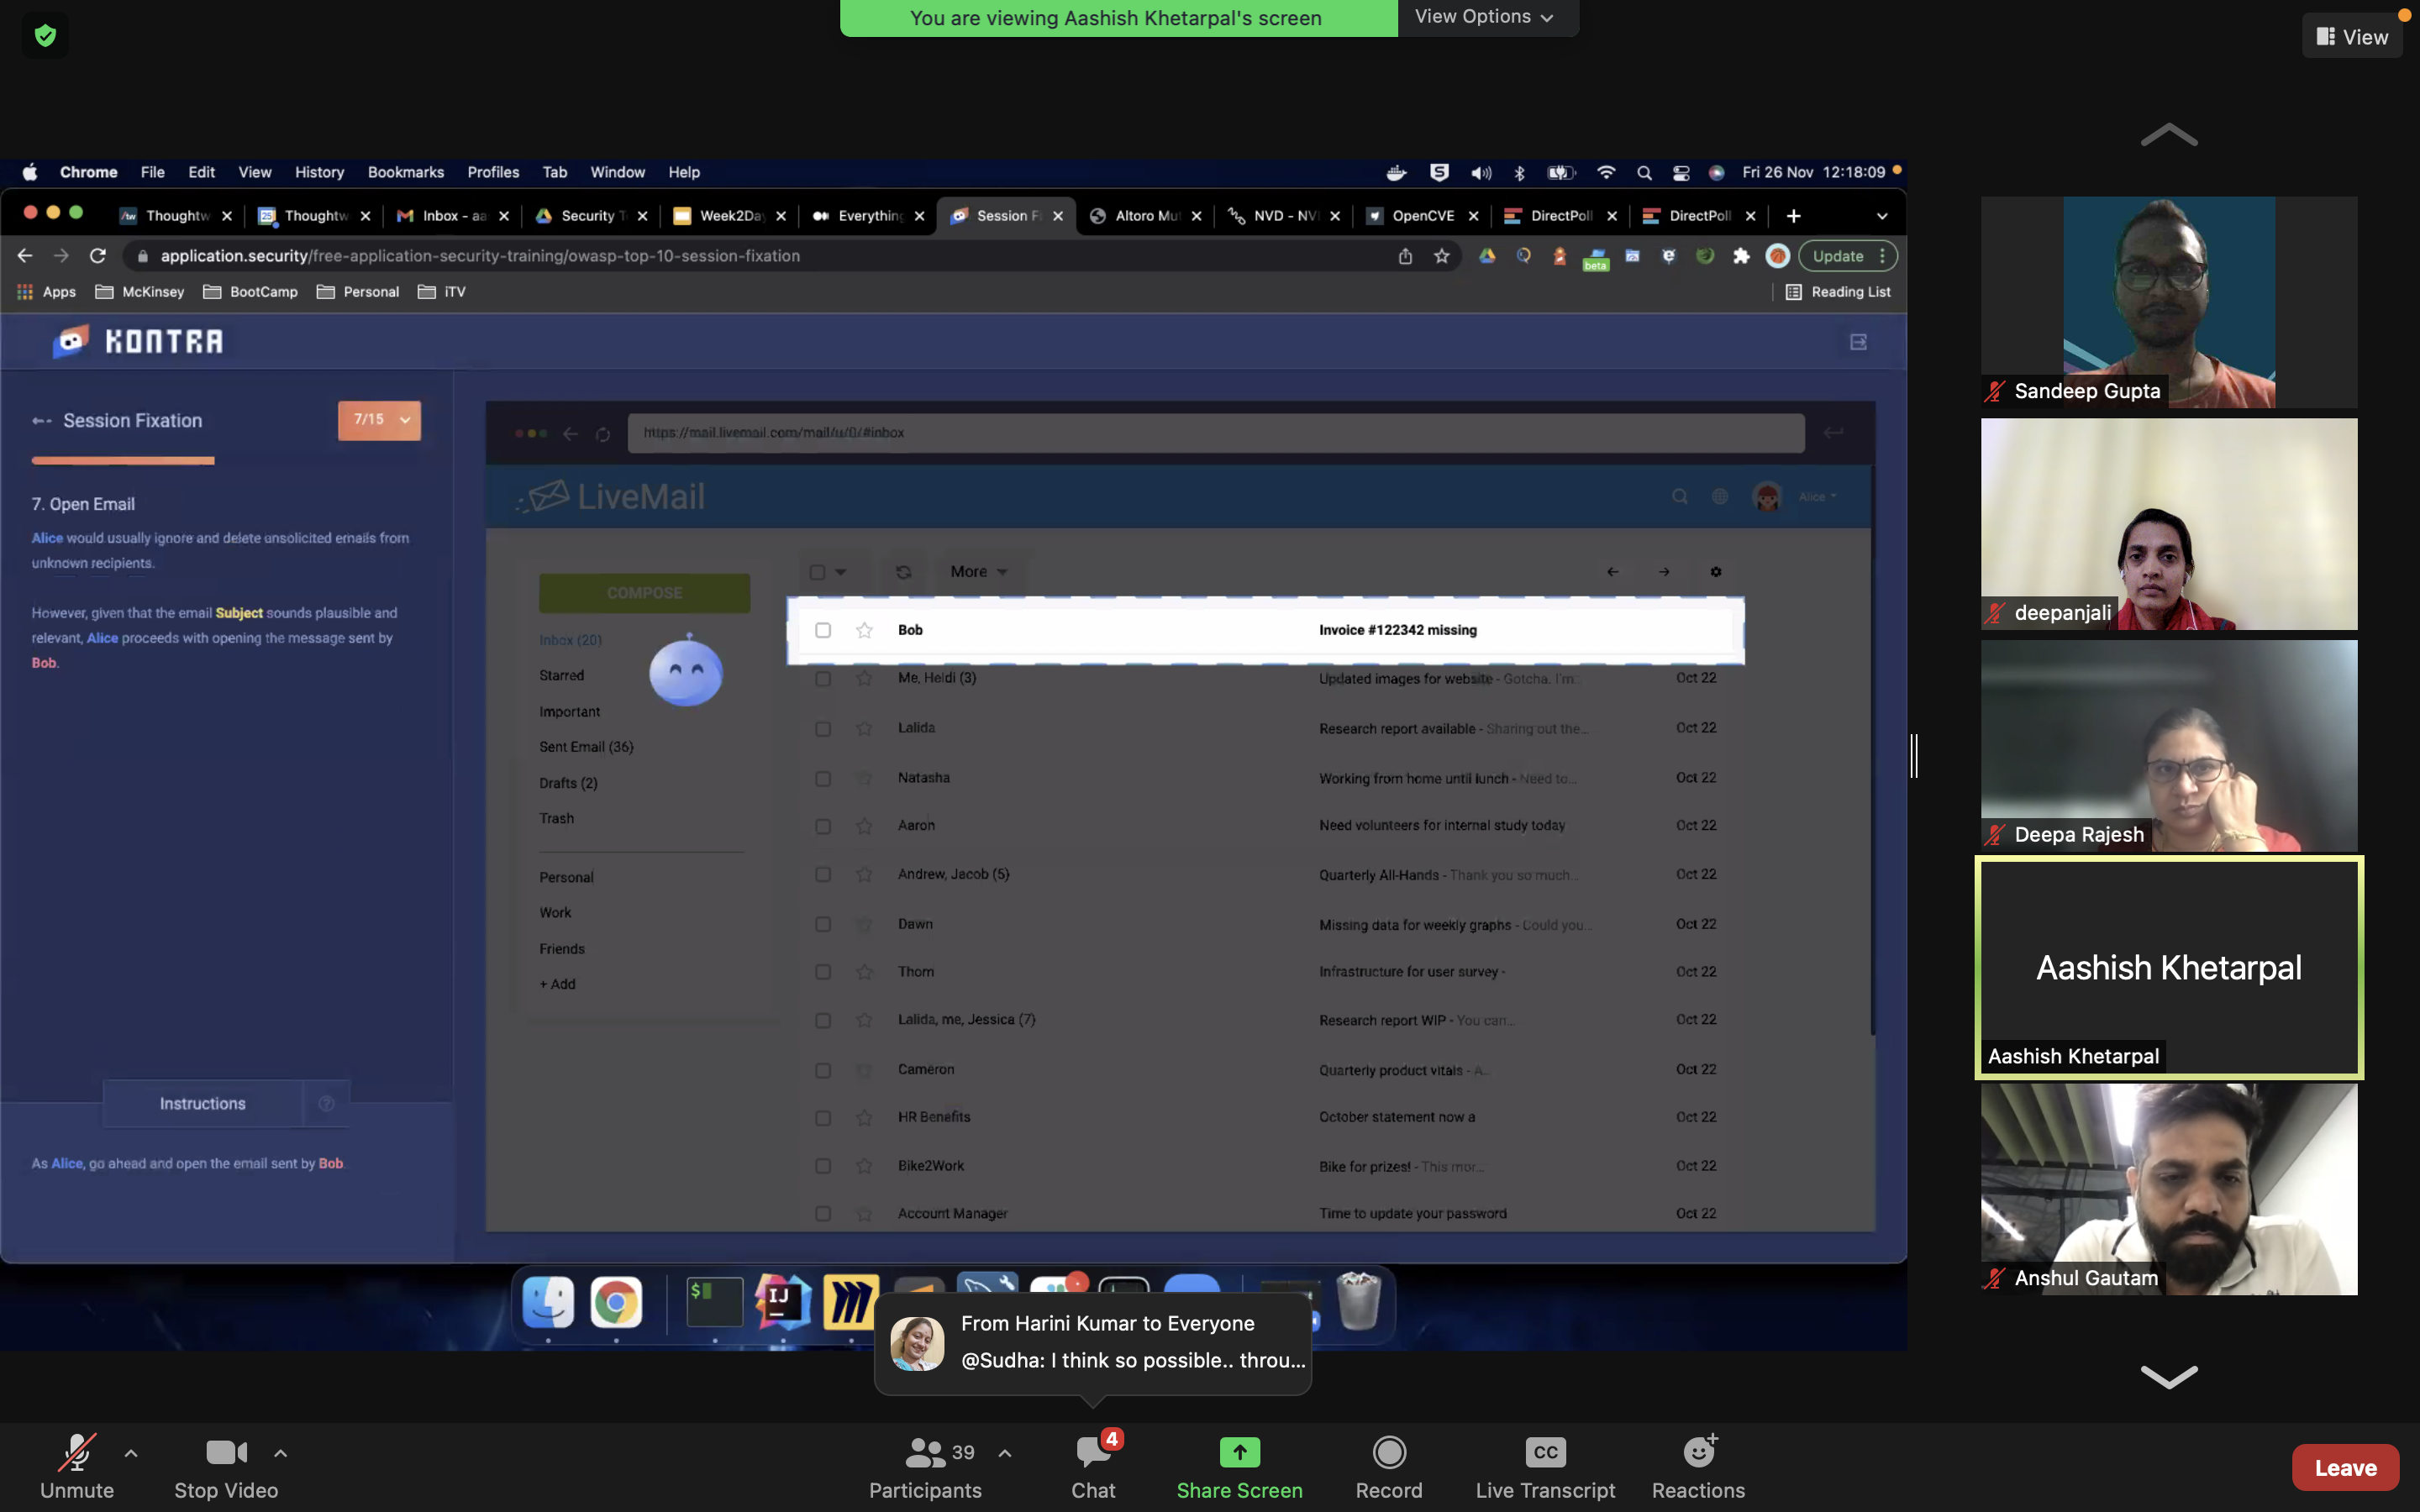 You are viewing Aashish Khetarpal's screen
View Options
View
Chrome File Edit View History Bookmarks Profiles Tab Window Help
Fri 26 Nov 12:18:09
/tw Thoughtw
25 Thoughtw
Inbox - aa
Security T
Week2Day
Everything
Session Fi
Altoro Mut
NVD - NV
OpenCVE
DirectPoll
DirectPoll
application.security/free-application-security-training/owasp-top-10-session-fixation
beta
Update
Apps McKinsey BootCamp Personal iTV
Reading List
KONTRA
Session Fixation
7/15
7. Open Email
Alice would usually ignore and delete unsolicited emails from
unknown recipients.
However, given that the email Subject sounds plausible and
relevant, Alice proceeds with opening the message sent by
Bob.
Instructions
As Alice, go ahead and open the email sent by Bob.
https://mail.livemail.com/mail/u/0/#inbox
LiveMail
Alice
COMPOSE
Inbox (20)
Starred
Important
Sent Email (36)
Drafts (2)
Trash
Personal
Work
Friends
+ Add
More
Bob Invoice #122342 missing
Me, Heldi (3) Updated images for website - Gotcha. I'm... Oct 22
Lalida Research report available - Sharing out the... Oct 22
Natasha Working from home until lunch - Need to... Oct 22
Aaron Need volunteers for internal study today Oct 22
Andrew, Jacob (5) Quarterly All-Hands - Thank you so much... Oct 22
Dawn Missing data for weekly graphs - Could you... Oct 22
Thom Infrastructure for user survey - Oct 22
Lalida, me, Jessica (7) Research report WIP - You can... Oct 22
Cameron Quarterly product vitals - A... Oct 22
HR Benefits October statement now a Oct 22
Bike2Work Bike for prizes! - This mor... Oct 22
Account Manager Time to update your password Oct 22
$
IJ
From Harini Kumar to Everyone
@Sudha: I think so possible.. throu...
Sandeep Gupta
deepanjali
Deepa Rajesh
Aashish Khetarpal
Aashish Khetarpal
Anshul Gautam
Unmute
Stop Video
39
Participants
4
Chat
Share Screen
Record
CC
Live Transcript
Reactions
Leave